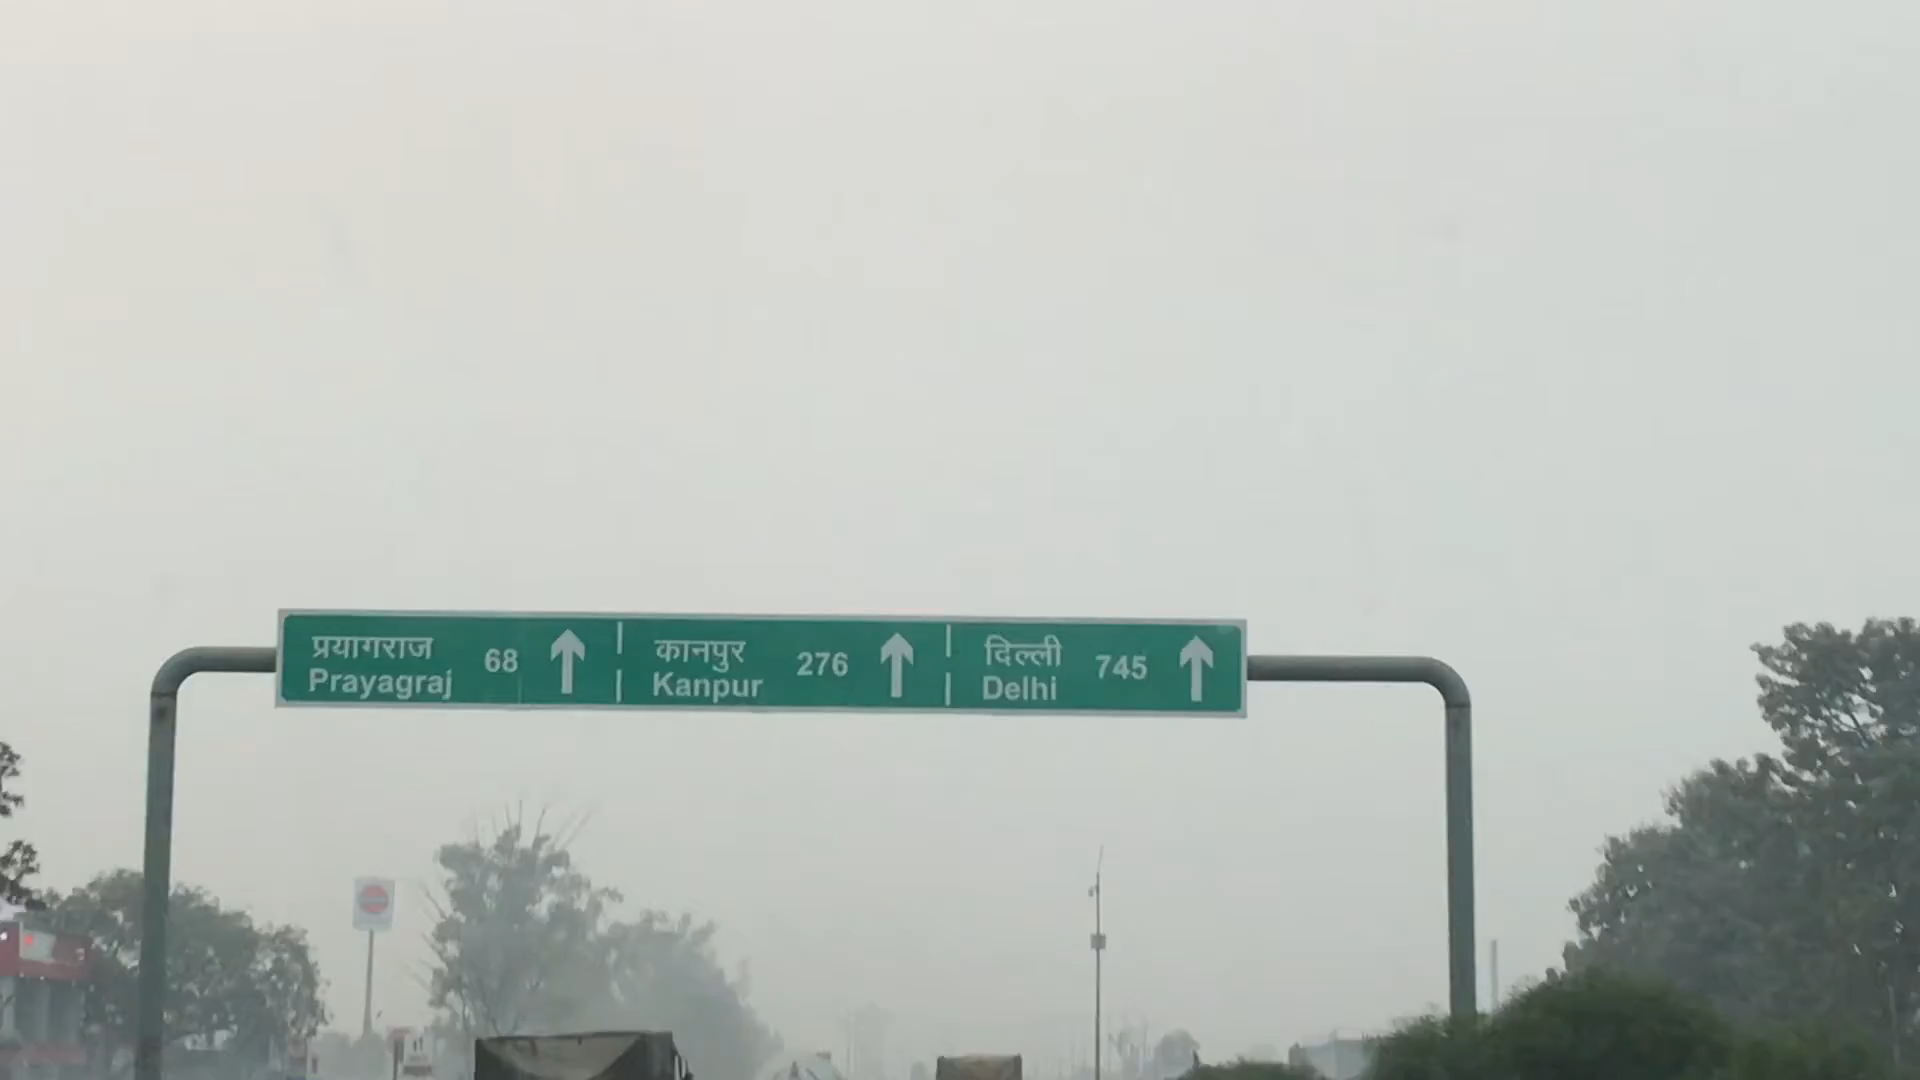 प्रयागराज
Prayagraj
68
कानपुर
Kanpur
276
दिल्ली
Delhi
745